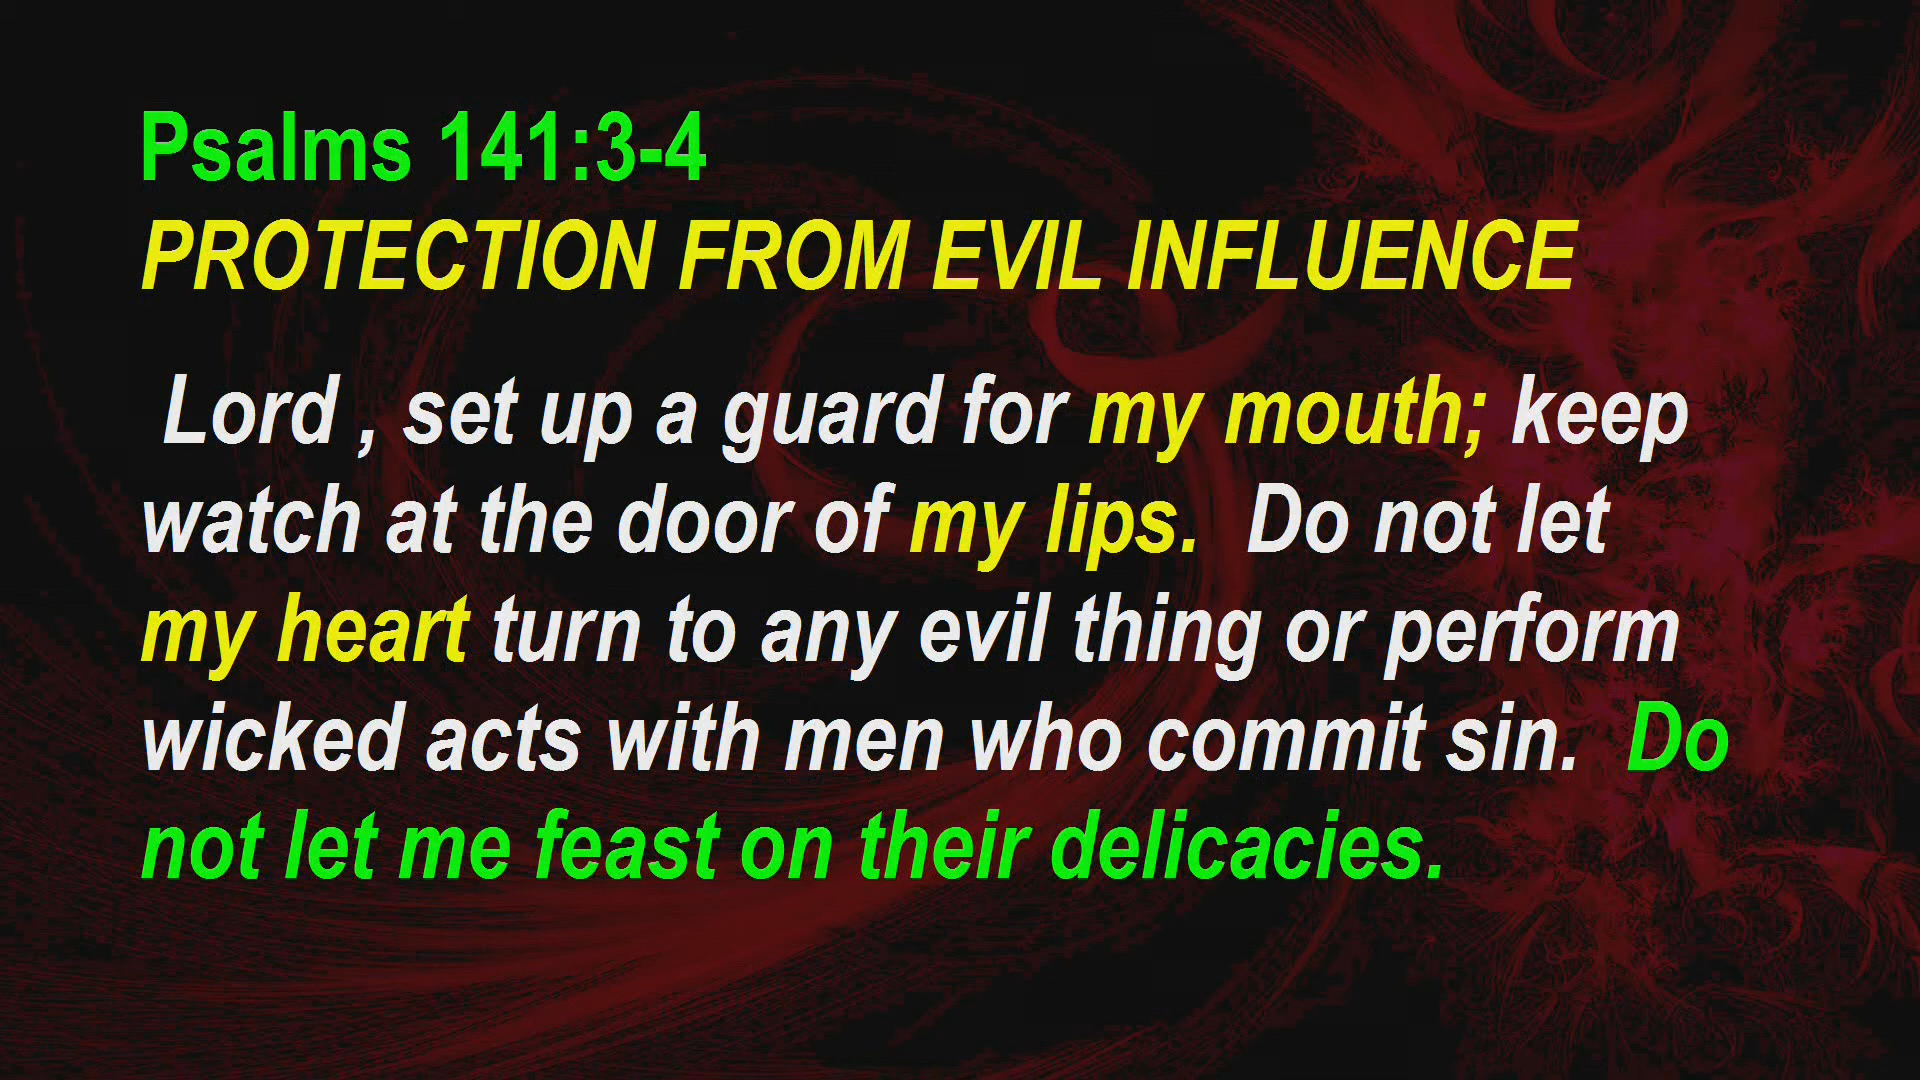 Psalms 141:3-4
PROTECTION FROM EVIL INFLUENCE
Lord , set up a guard for my mouth; keep
watch at the door of my lips. Do not let
my heart turn to any evil thing or perform
wicked acts with men who commit sin. Do
not let me feast on their delicacies.